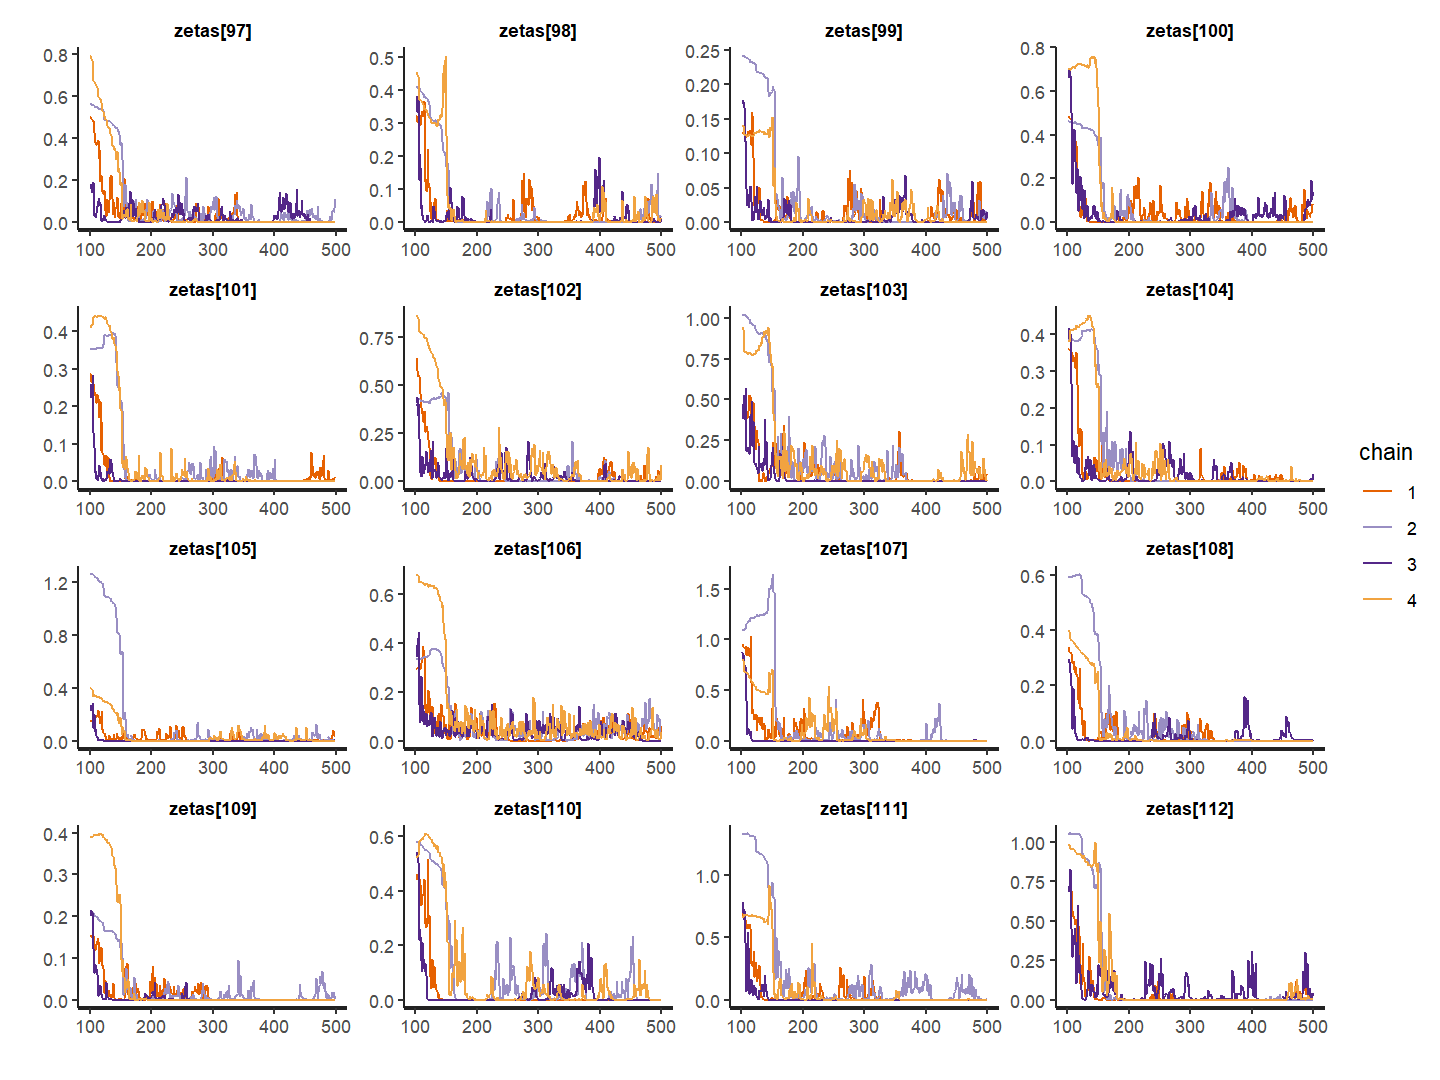 zetas[97] zetas[98] zetas[99] zetas[100]
0.8 0.6 0.4 0.2 0.0
0.5 0.4 0.3 0.2 0.1 0.0
0.25 0.20 0.15 0.10 0.05 0.00
0.8 0.6 0.4 0.2 0.0
100 200 300 400 500 100 200 300 400 500 100 200 300 400 500 100 200 300 400 500
zetas[101] zetas[102] zetas[103] zetas[104]
0.4 0.3 0.2 0.1 0.0
0.75 0.50 0.25 0.00
1.00 0.75 0.50 0.25 0.00
0.4 0.3 0.2 0.1 0.0
100 200 300 400 500 100 200 300 400 500 100 200 300 400 500 100 200 300 400 500
zetas[105] zetas[106] zetas[107] zetas[108]
1.2 0.8 0.4 0.0
0.6 0.4 0.2 0.0
1.5 1.0 0.5 0.0
0.6 0.4 0.2 0.0
100 200 300 400 500 100 200 300 400 500 100 200 300 400 500 100 200 300 400 500
zetas[109] zetas[110] zetas[111] zetas[112]
0.4 0.3 0.2 0.1 0.0
0.6 0.4 0.2 0.0
1.0 0.5 0.0
1.00 0.75 0.50 0.25 0.00
100 200 300 400 500 100 200 300 400 500 100 200 300 400 500 100 200 300 400 500
chain
1
2
3
4